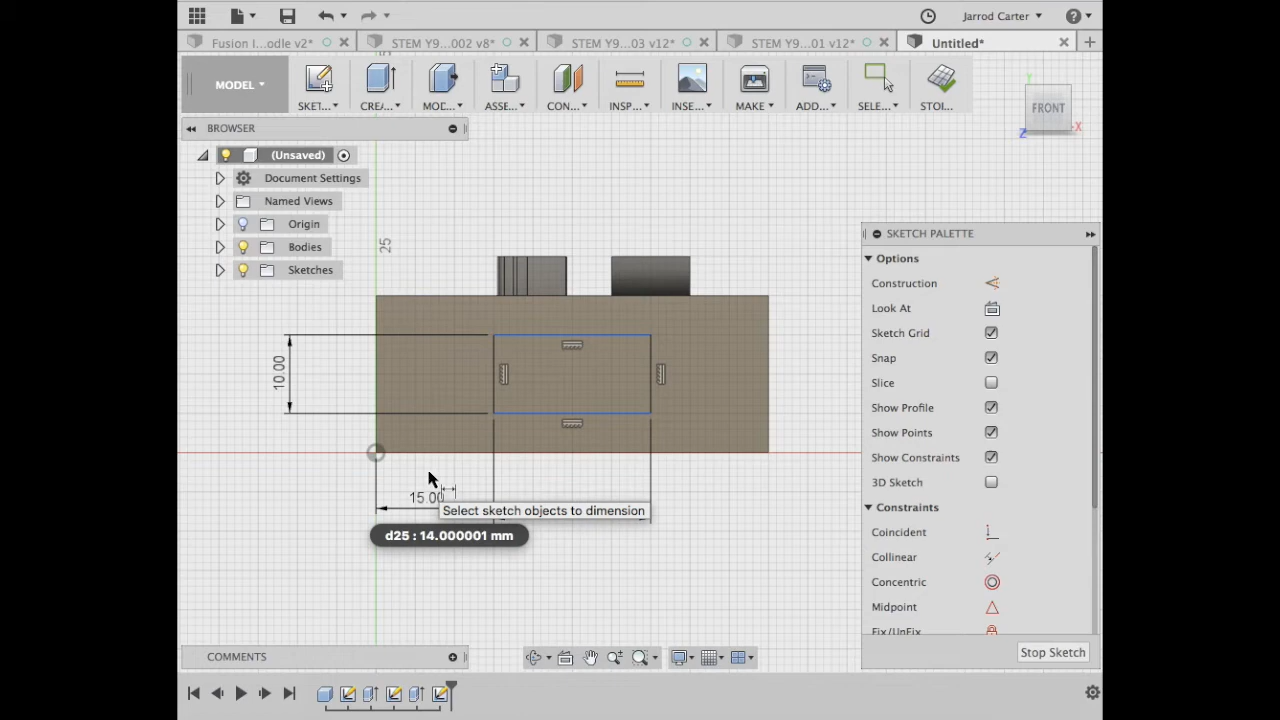 Jarrod Carter
Fusion I...odle v2*
STEM Y9...002 v8*
STEM Y9...03 v12*
STEM Y9...01 v12*
Untitled*
MODEL
SKET...
CREA...
MOD...
ASSE...
CON...
INSP...
INSE...
MAKE
ADD...
SELE...
STOI...
BROWSER
(Unsaved)
Document Settings
Named Views
Origin
Bodies
Sketches
Y
FRONT
Z
X
25
10.00
15.00
Select sketch objects to dimension
d25 : 14.000001 mm
SKETCH PALETTE
Options
Construction
Look At
Sketch Grid
Snap
Slice
Show Profile
Show Points
Show Constraints
3D Sketch
Constraints
Coincident
Collinear
Concentric
Midpoint
Fix/UnFix
Stop Sketch
COMMENTS